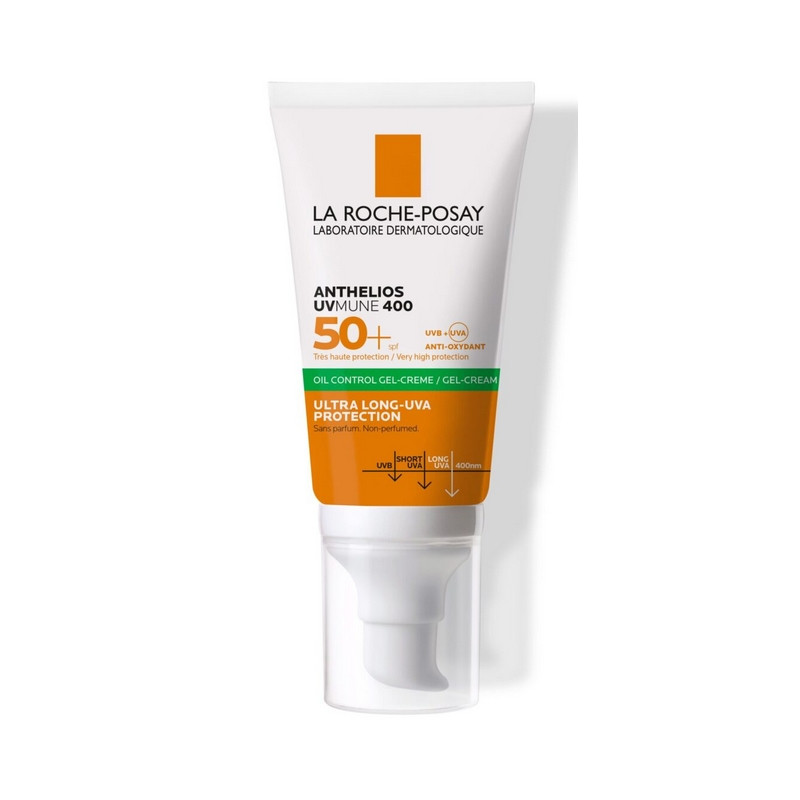 LA ROCHE-POSAY
LABORATOIRE DERMATOLOGIQUE
ANTHELIOS
UVMUNE 400
50+ spf
UVB + UVA
ANTI-OXYDANT
Très haute protection / Very high protection
OIL CONTROL GEL-CREME / GEL-CREAM
ULTRA LONG-UVA
PROTECTION
Sans parfum. Non-perfumed.
UVB
SHORT
UVA
LONG
UVA
400nm